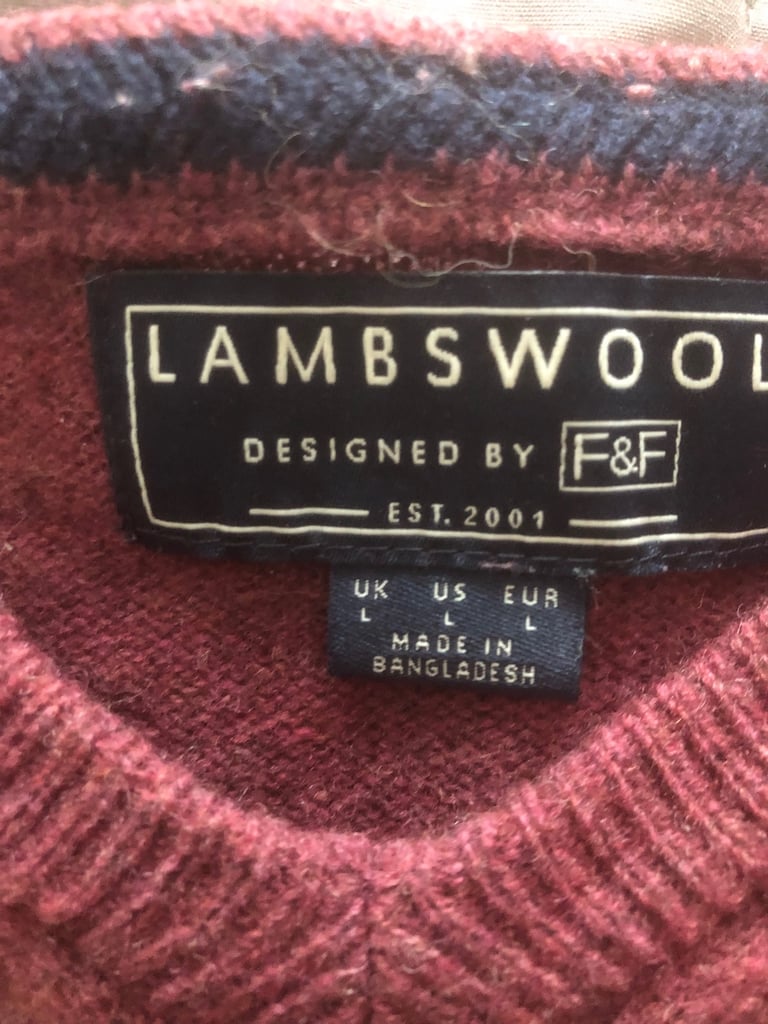 LAMBSWOOL
DESIGNED BY F&F
EST. 2001
UK US EUR
L L L
MADE IN
BANGLADESH